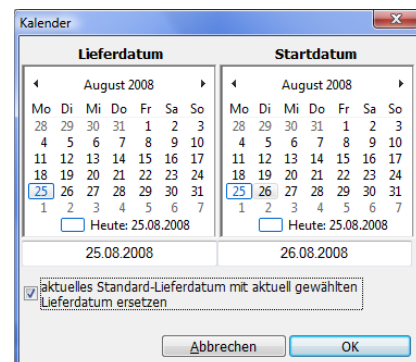 Kalender
Lieferdatum Startdatum
August 2008 August 2008
Mo Di Mi Do Fr Sa So Mo Di Mi Do Fr Sa So
28 29 30 31 1 2 3 28 29 30 31 1 2 3
4 5 6 7 8 9 10 4 5 6 7 8 9 10
11 12 13 14 15 16 17 11 12 13 14 15 16 17
18 19 20 21 22 23 24 18 19 20 21 22 23 24
25 26 27 28 29 30 31 25 26 27 28 29 30 31
1 2 3 4 5 6 7 1 2 3 4 5 6 7
Heute: 25.08.2008 Heute: 25.08.2008
25.08.2008 26.08.2008
aktuelles Standard-Lieferdatum mit aktuell gewählten
Lieferdatum ersetzen
Abbrechen OK